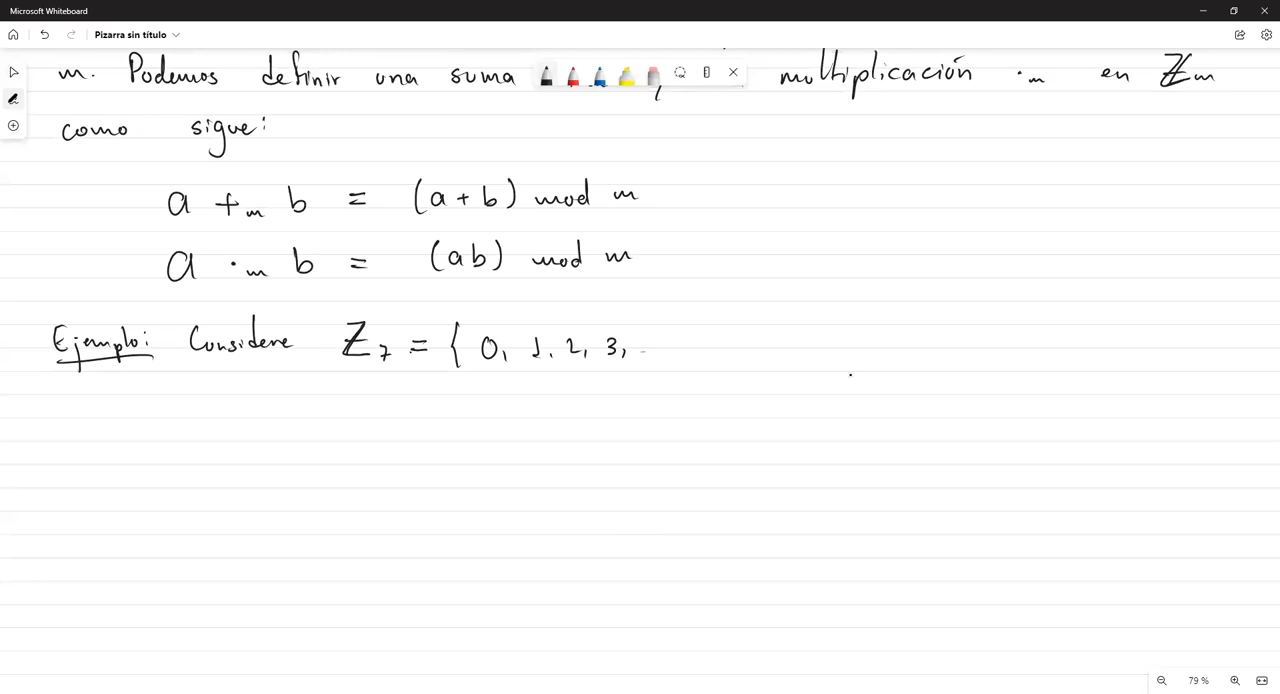 Microsoft Whiteboard
Pizarra sin título
m. Podemos definir una suma multiplicación ·m en ℤm
como sigue:
a +m b = (a + b) mod m
a ·m b = (ab) mod m
Ejemplo: Considere ℤ7 = { 0, 1, 2, 3,
79 %